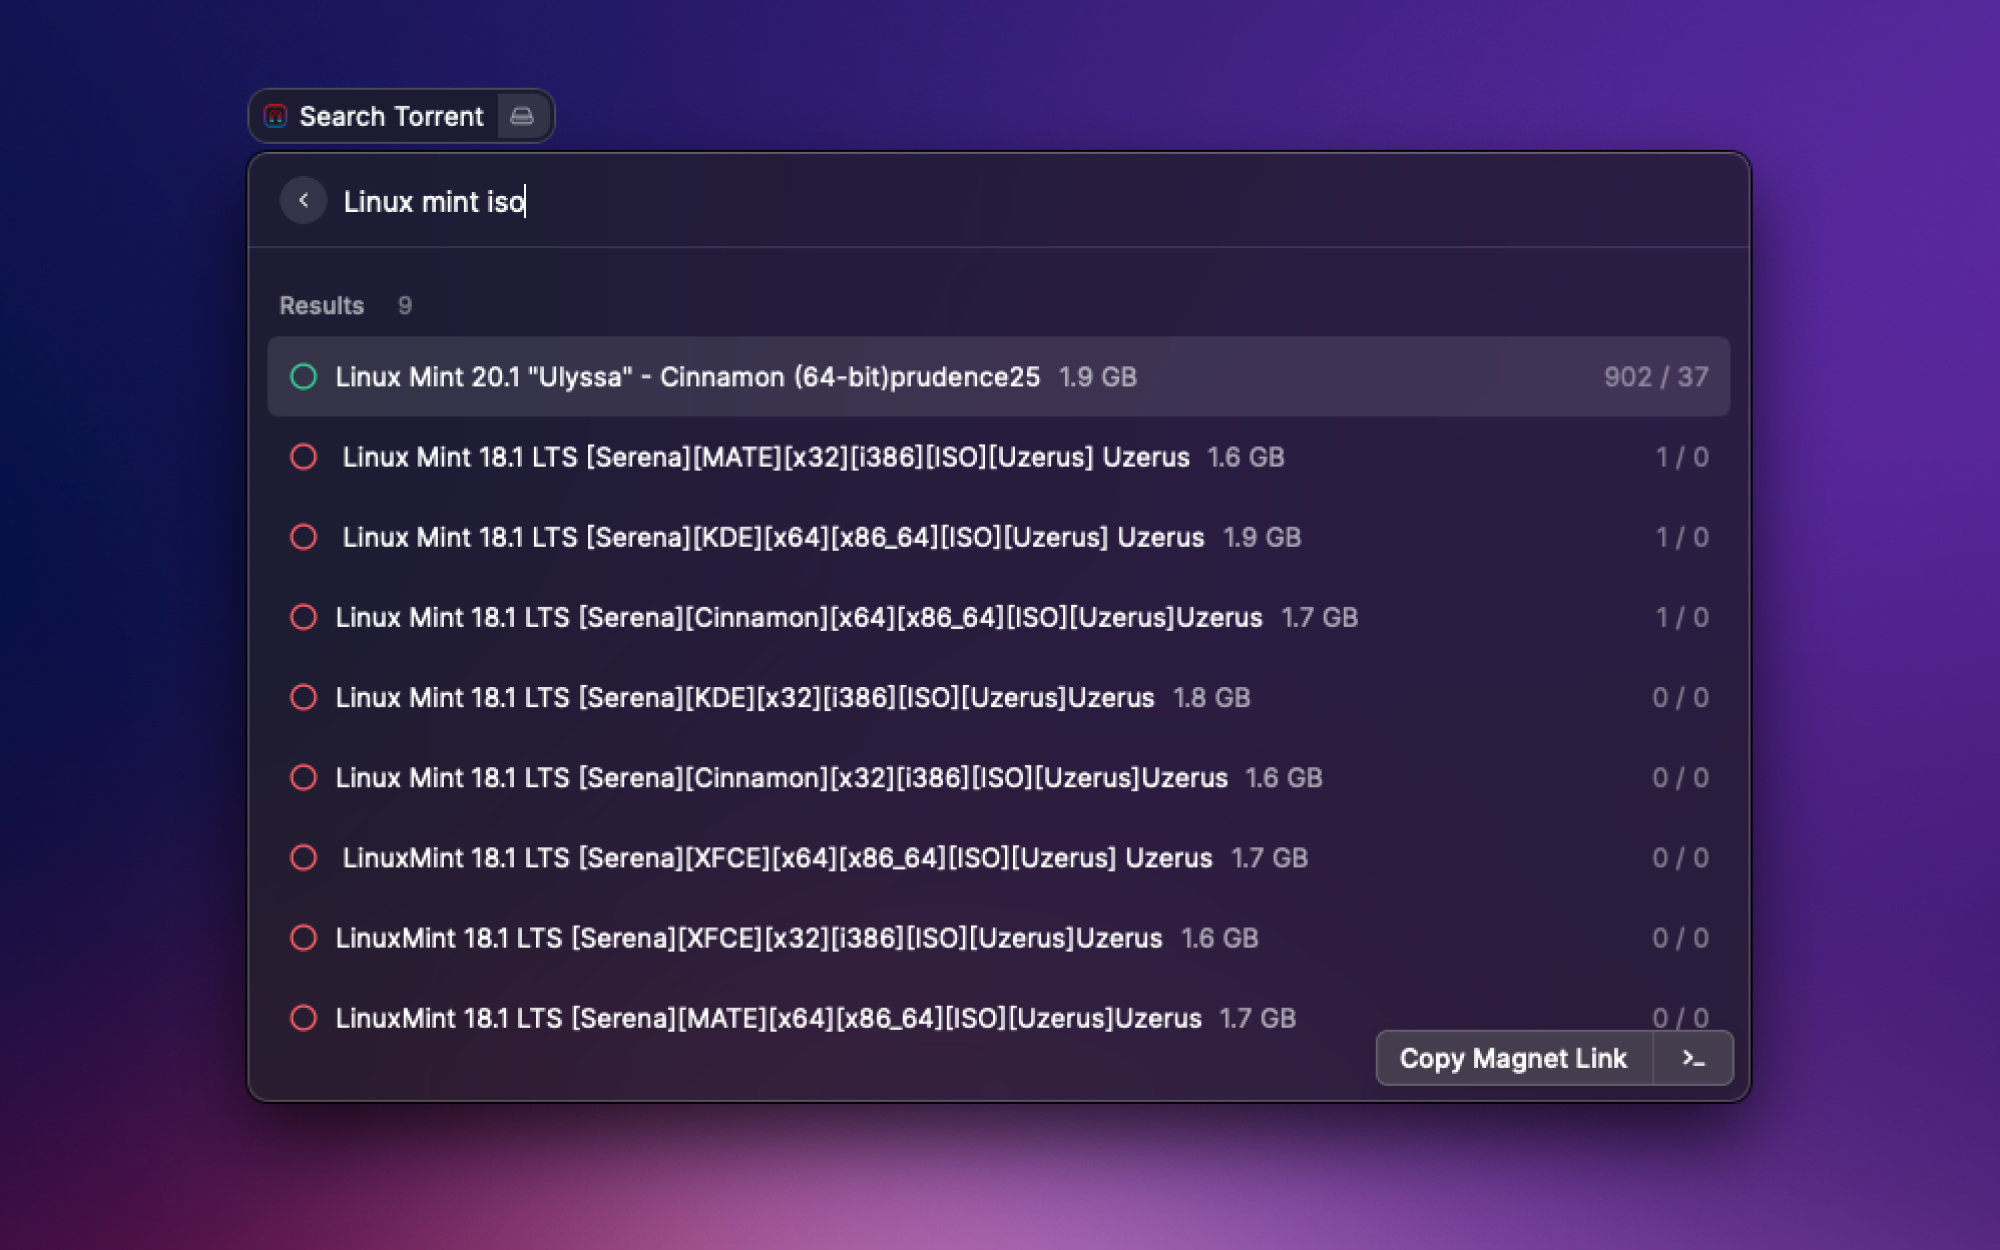 Search Torrent
Linux mint iso
Results 9
Linux Mint 20.1 "Ulyssa" - Cinnamon (64-bit)prudence25 1.9 GB 902 / 37
Linux Mint 18.1 LTS [Serena][MATE][x32][i386][ISO][Uzerus] Uzerus 1.6 GB 1 / 0
Linux Mint 18.1 LTS [Serena][KDE][x64][x86_64][ISO][Uzerus] Uzerus 1.9 GB 1 / 0
Linux Mint 18.1 LTS [Serena][Cinnamon][x64][x86_64][ISO][Uzerus]Uzerus 1.7 GB 1 / 0
Linux Mint 18.1 LTS [Serena][KDE][x32][i386][ISO][Uzerus]Uzerus 1.8 GB 0 / 0
Linux Mint 18.1 LTS [Serena][Cinnamon][x32][i386][ISO][Uzerus]Uzerus 1.6 GB 0 / 0
LinuxMint 18.1 LTS [Serena][XFCE][x64][x86_64][ISO][Uzerus] Uzerus 1.7 GB 0 / 0
LinuxMint 18.1 LTS [Serena][XFCE][x32][i386][ISO][Uzerus]Uzerus 1.6 GB 0 / 0
LinuxMint 18.1 LTS [Serena][MATE][x64][x86_64][ISO][Uzerus]Uzerus 1.7 GB 0 / 0
Copy Magnet Link >_